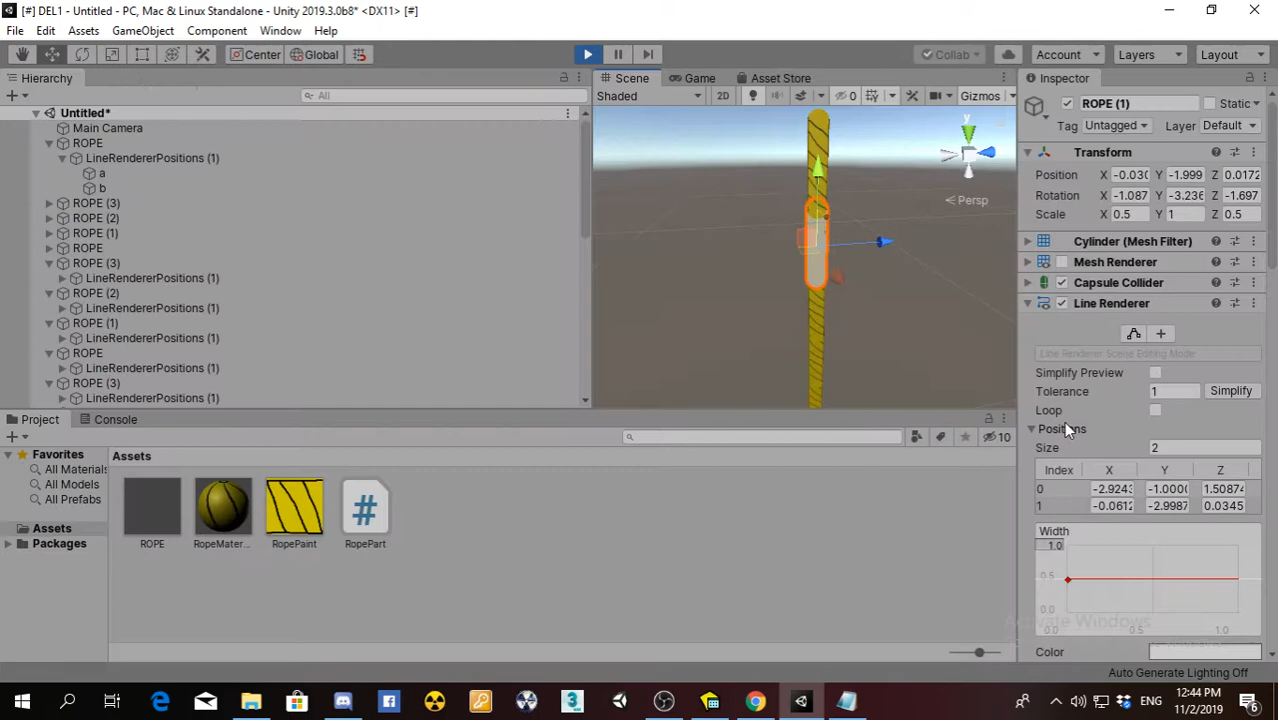 [#] DEL1 - Untitled - PC, Mac & Linux Standalone - Unity 2019.3.0b8* <DX11> [#]
File Edit Assets GameObject Component Window Help
Center Global Collab Account Layers Layout
Hierarchy
All
Untitled*
Main Camera
ROPE
LineRendererPositions (1)
a
b
ROPE (3)
ROPE (2)
ROPE (1)
ROPE
ROPE (3)
LineRendererPositions (1)
ROPE (2)
LineRendererPositions (1)
ROPE (1)
LineRendererPositions (1)
ROPE
LineRendererPositions (1)
ROPE (3)
LineRendererPositions (1)
Scene Game Asset Store
Shaded 2D 0 Gizmos
y
Persp
Inspector
ROPE (1) Static
Tag Untagged Layer Default
Transform
Position X -0.030 Y -1.999 Z 0.0172
Rotation X -1.087 Y -3.236 Z -1.697
Scale X 0.5 Y 1 Z 0.5
Cylinder (Mesh Filter)
Mesh Renderer
Capsule Collider
Line Renderer
Line Renderer Scene Editing Mode
Simplify Preview
Tolerance 1 Simplify
Loop
Positions
Size 2
Index X Y Z
0 -2.9243 -1.0000 1.50874
1 -0.0612 -2.9987 0.0345
Width
1.0
0.5
0.0
0.0 0.5 1.0
Color
Activate Windows
Project Console
10
Favorites
All Materials
All Models
All Prefabs
Assets
Packages
Assets
ROPE RopeMater... RopePaint RopePart
#
Auto Generate Lighting Off
ENG
12:44 PM
11/2/2019
6